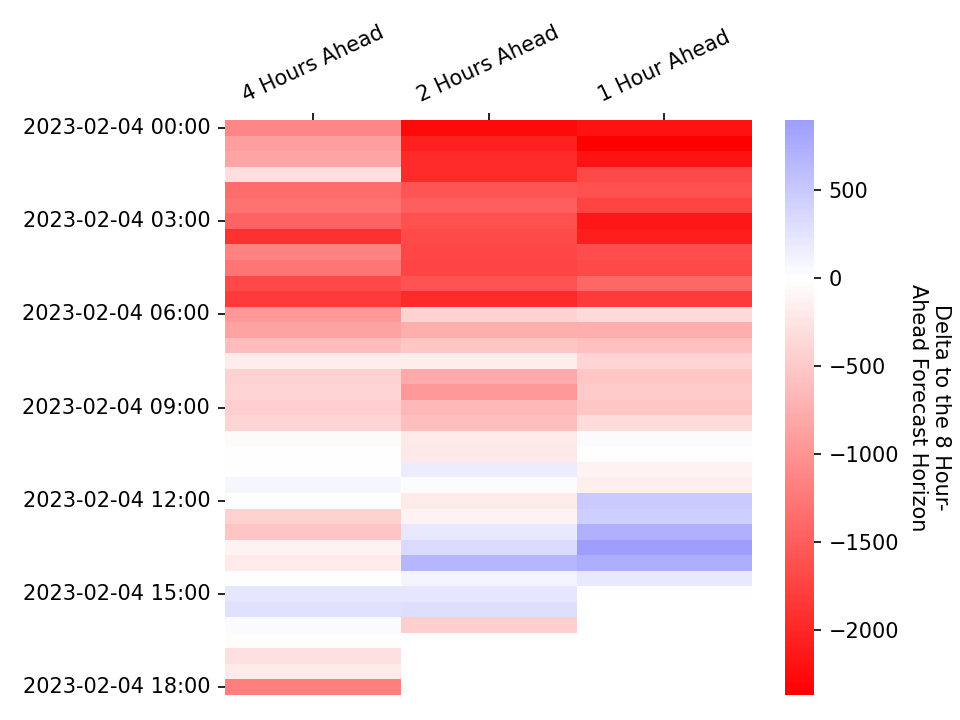 4 Hours Ahead
2 Hours Ahead
1 Hour Ahead
2023-02-04 00:00
2023-02-04 03:00
2023-02-04 06:00
2023-02-04 09:00
2023-02-04 12:00
2023-02-04 15:00
2023-02-04 18:00
500
0
−500
−1000
−1500
−2000
Delta to the 8 Hour-
Ahead Forecast Horizon